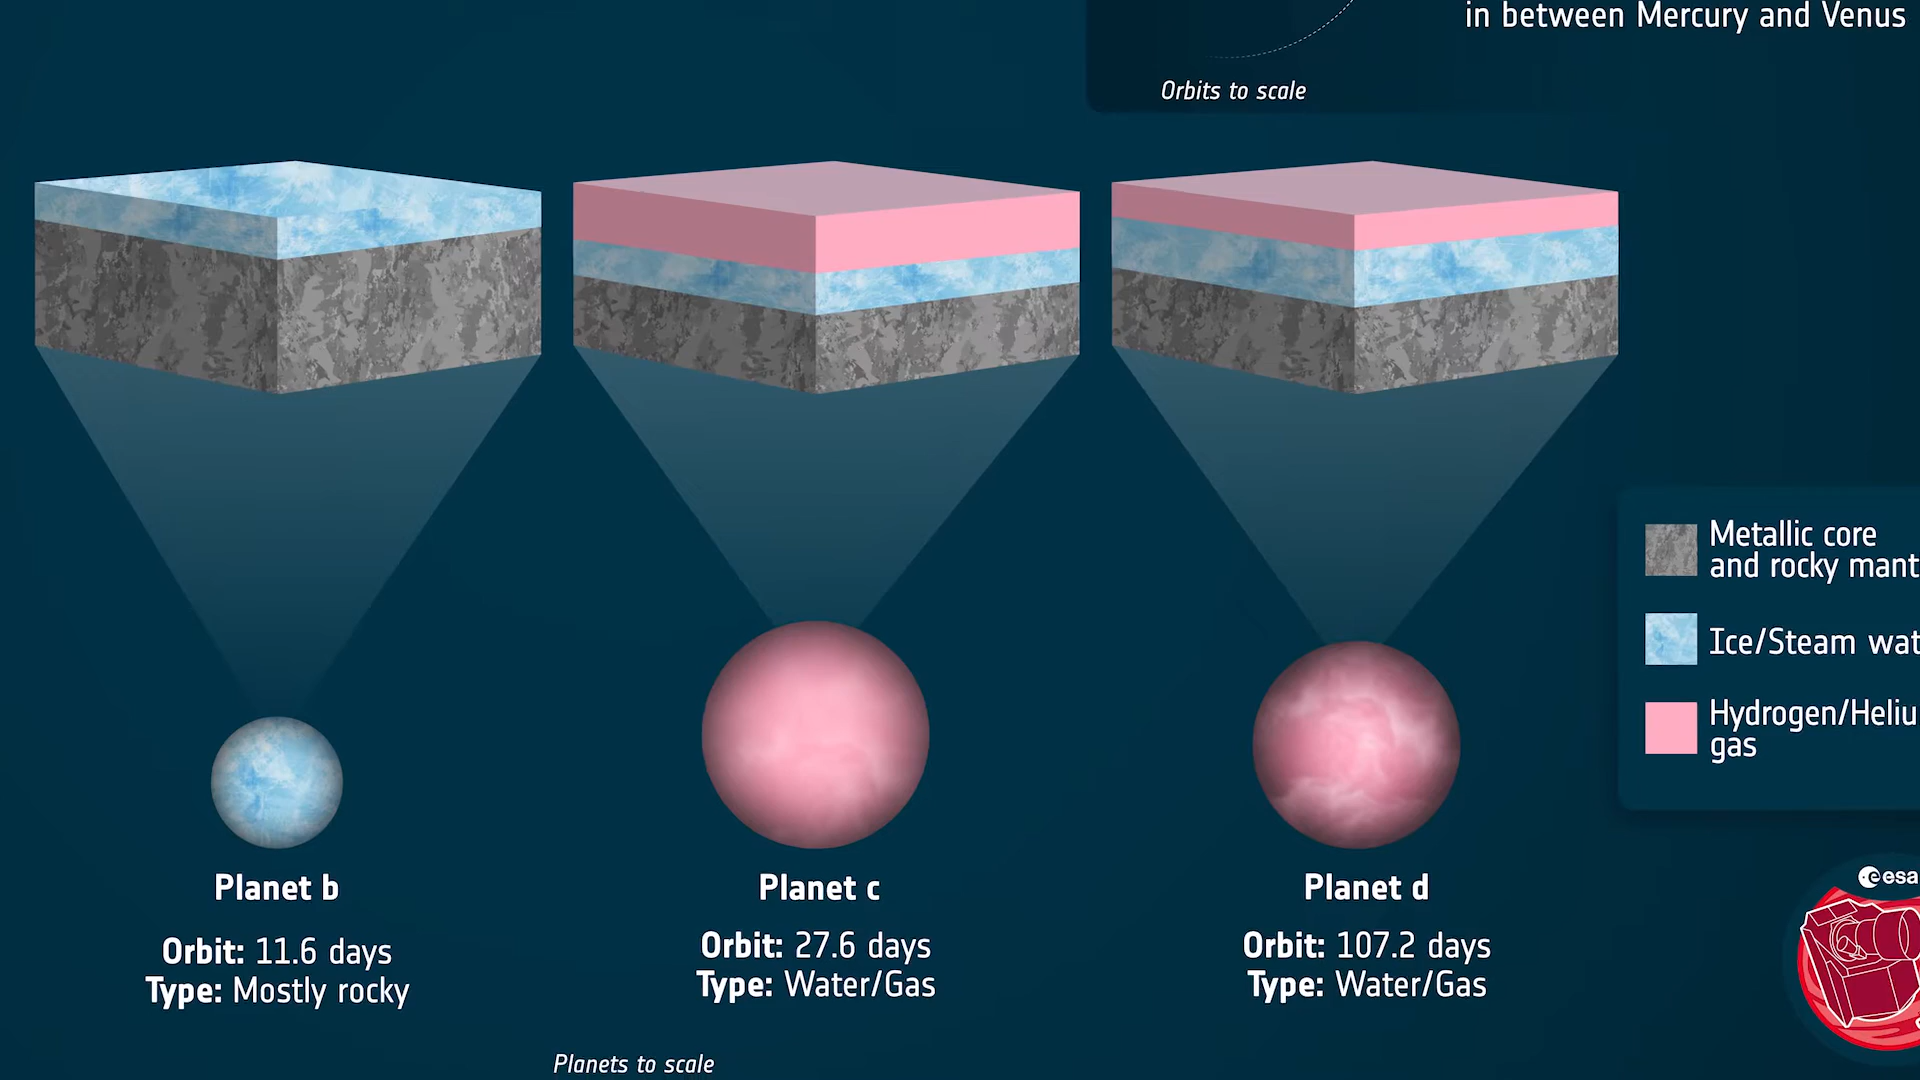 in between Mercury and Venus
Orbits to scale
Metallic core
and rocky mant
Ice/Steam wat
Hydrogen/Heliu
gas
esa
Planet b
Orbit: 11.6 days
Type: Mostly rocky
Planet c
Orbit: 27.6 days
Type: Water/Gas
Planet d
Orbit: 107.2 days
Type: Water/Gas
Planets to scale